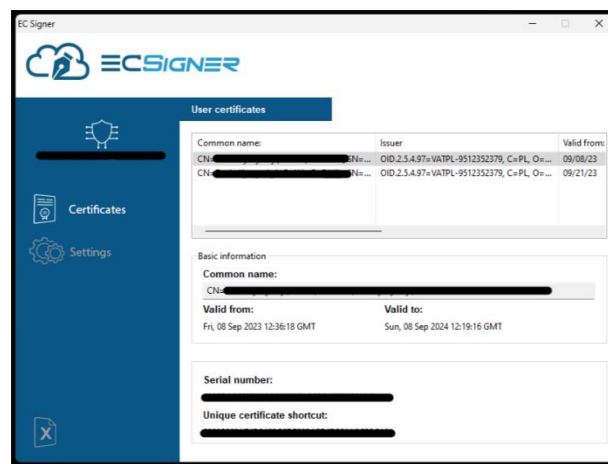 EC Signer
ECSIGNER
User certificates
Common name: Issuer Valid from:
CN= SN=... OID.2.5.4.97=VATPL-9512352379, C=PL, O=... 09/08/23
CN= N=... OID.2.5.4.97=VATPL-9512352379, C=PL, O=... 09/21/23
Certificates
Settings
Basic information
Common name:
CN=
Valid from: Valid to:
Fri, 08 Sep 2023 12:36:18 GMT Sun, 08 Sep 2024 12:19:16 GMT
Serial number:
Unique certificate shortcut:
X